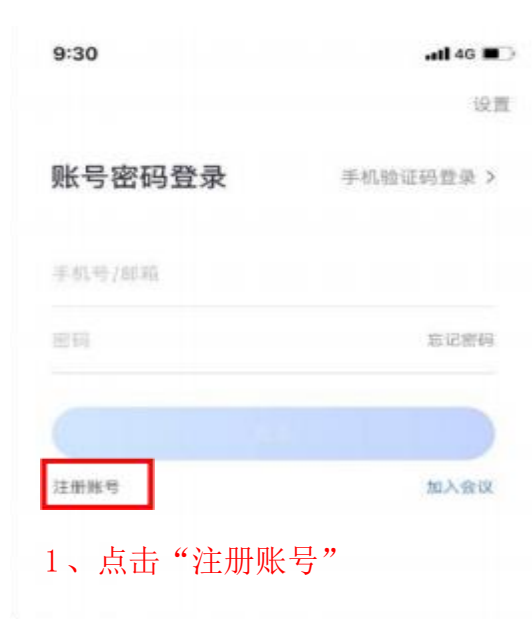 9:30 4G
设置
账号密码登录 手机验证码登录 >
手机号/邮箱
密码 忘记密码
注册账号 加入会议
1、点击“注册账号”